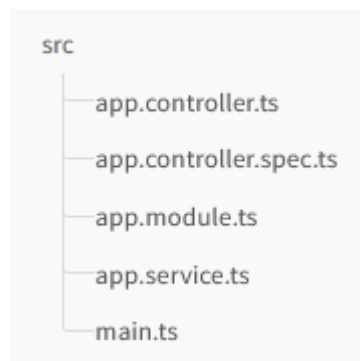 src
app.controller.ts
app.controller.spec.ts
app.module.ts
app.service.ts
main.ts